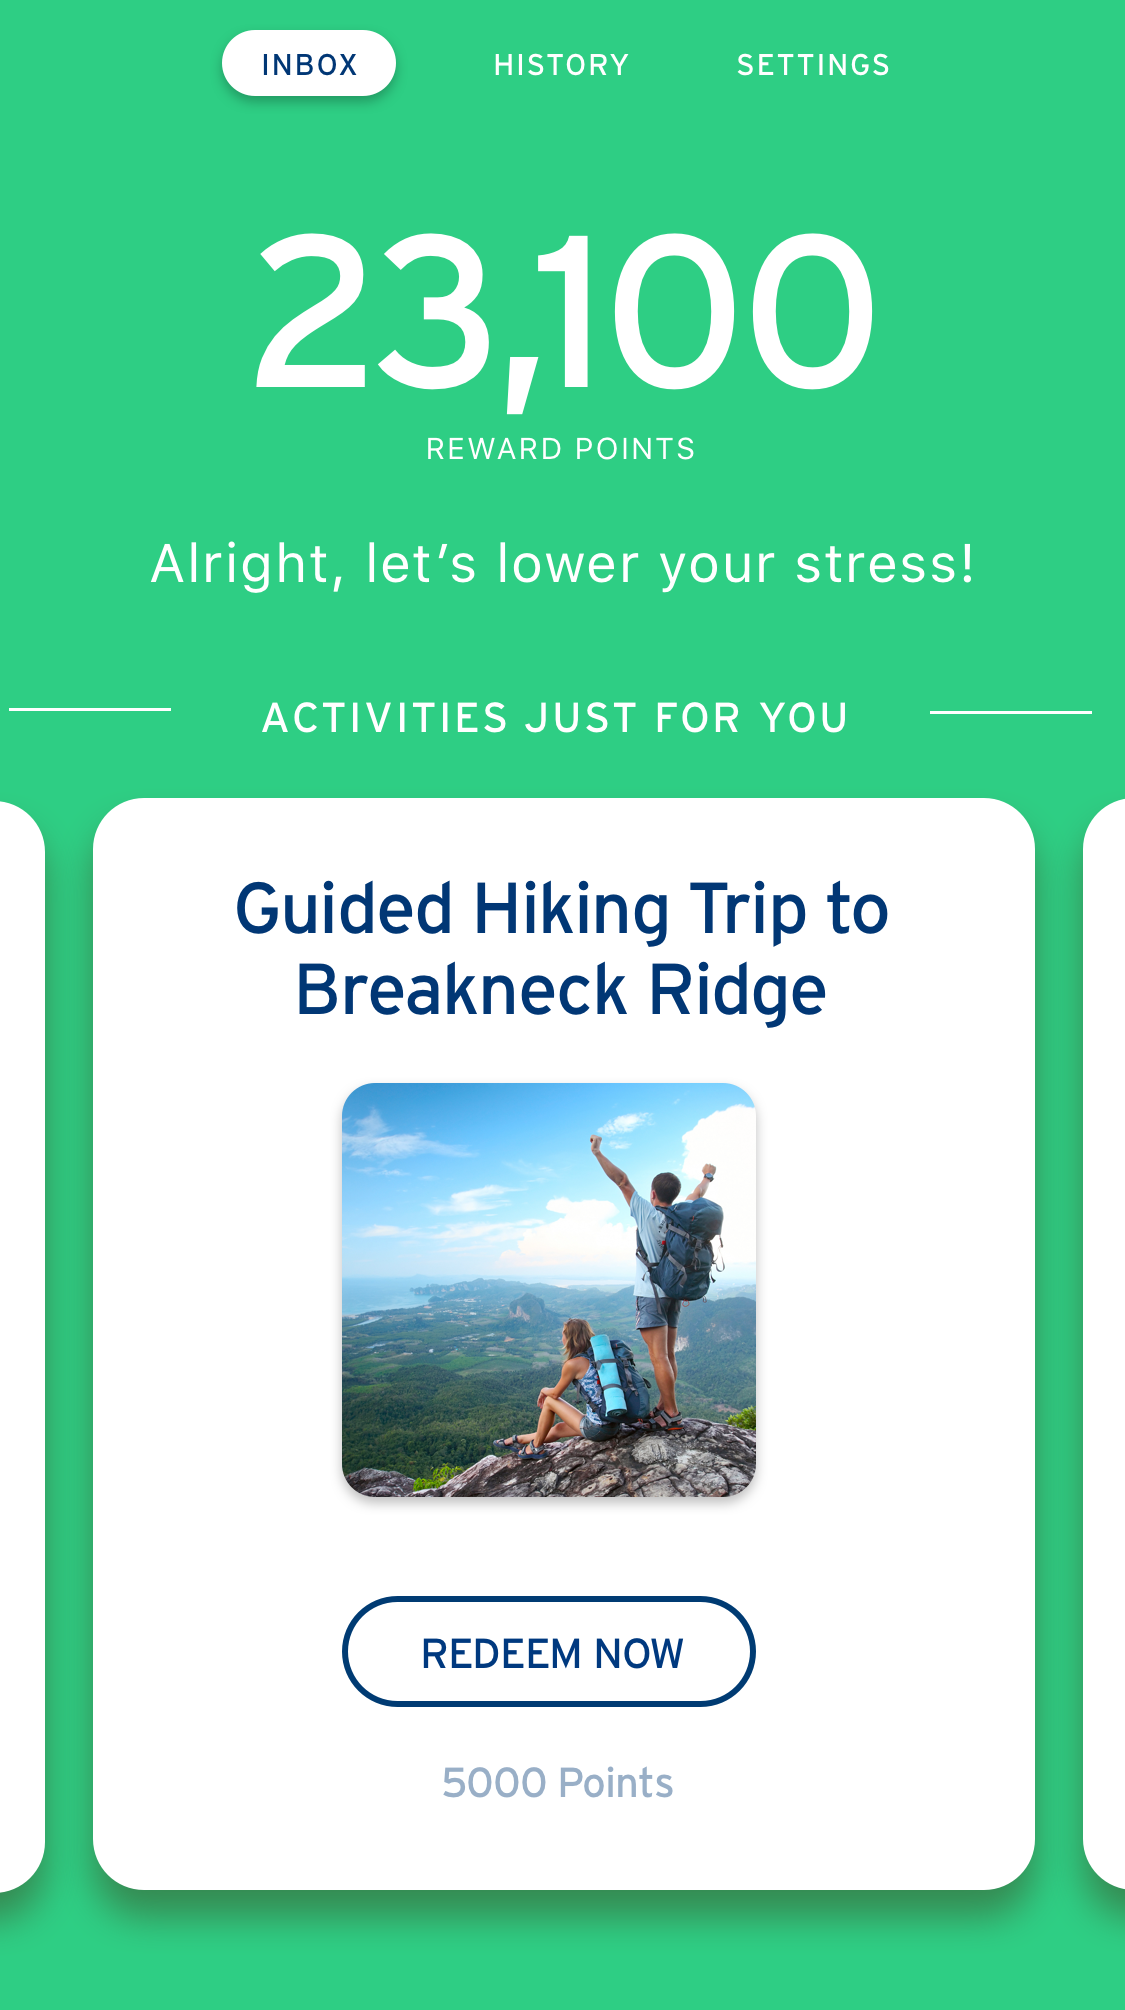 INBOX HISTORY SETTINGS
23,100
REWARD POINTS
Alright, let’s lower your stress!
ACTIVITIES JUST FOR YOU
Guided Hiking Trip to
Breakneck Ridge
REDEEM NOW
5000 Points